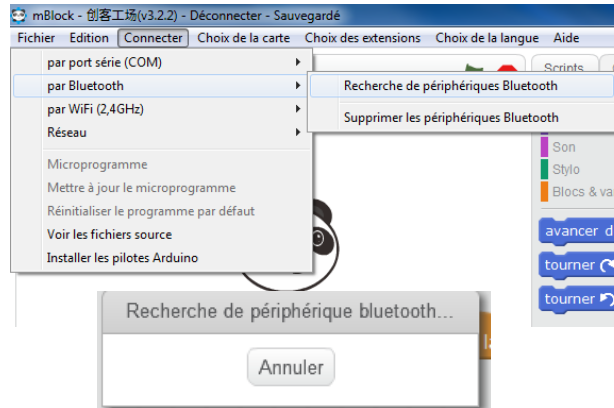 mBlock - 创客工场(v3.2.2) - Déconnecter - Sauvegardé
Fichier Edition Connecter Choix de la carte Choix des extensions Choix de la langue Aide
par port série (COM)
par Bluetooth
par WiFi (2,4GHz)
Réseau
Microprogramme
Mettre à jour le microprogramme
Réinitialiser le programme par défaut
Voir les fichiers source
Installer les pilotes Arduino
Recherche de périphériques Bluetooth
Supprimer les périphériques Bluetooth
Scripts
Son
Stylo
Blocs & va
avancer d
tourner
tourner
Recherche de périphérique bluetooth...
Annuler